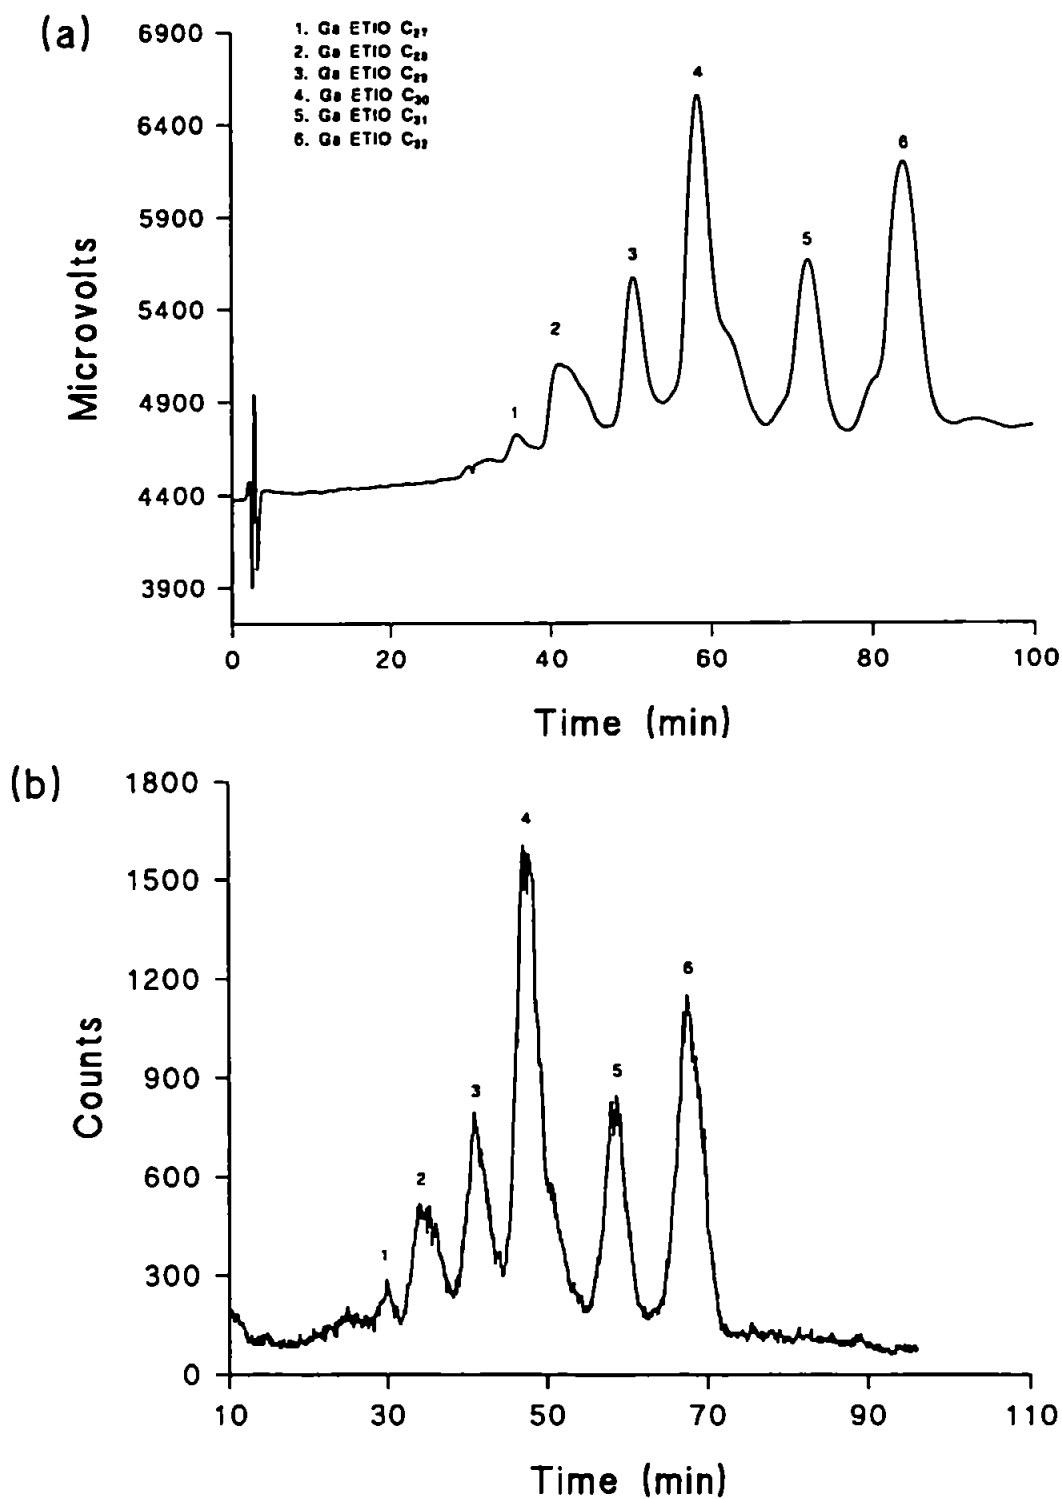 (a)
6900
6400
5900
5400
4900
4400
3900
Microvolts
1. Ga ETIO C₂₇
2. Ga ETIO C₂₈
3. Ga ETIO C₂₉
4. Ga ETIO C₃₀
5. Ga ETIO C₃₁
6. Ga ETIO C₃₂
1
2
3
4
5
6
0 20 40 60 80 100
Time (min)
(b)
1800
1500
1200
900
600
300
0
Counts
1
2
3
4
5
6
10 30 50 70 90 110
Time (min)